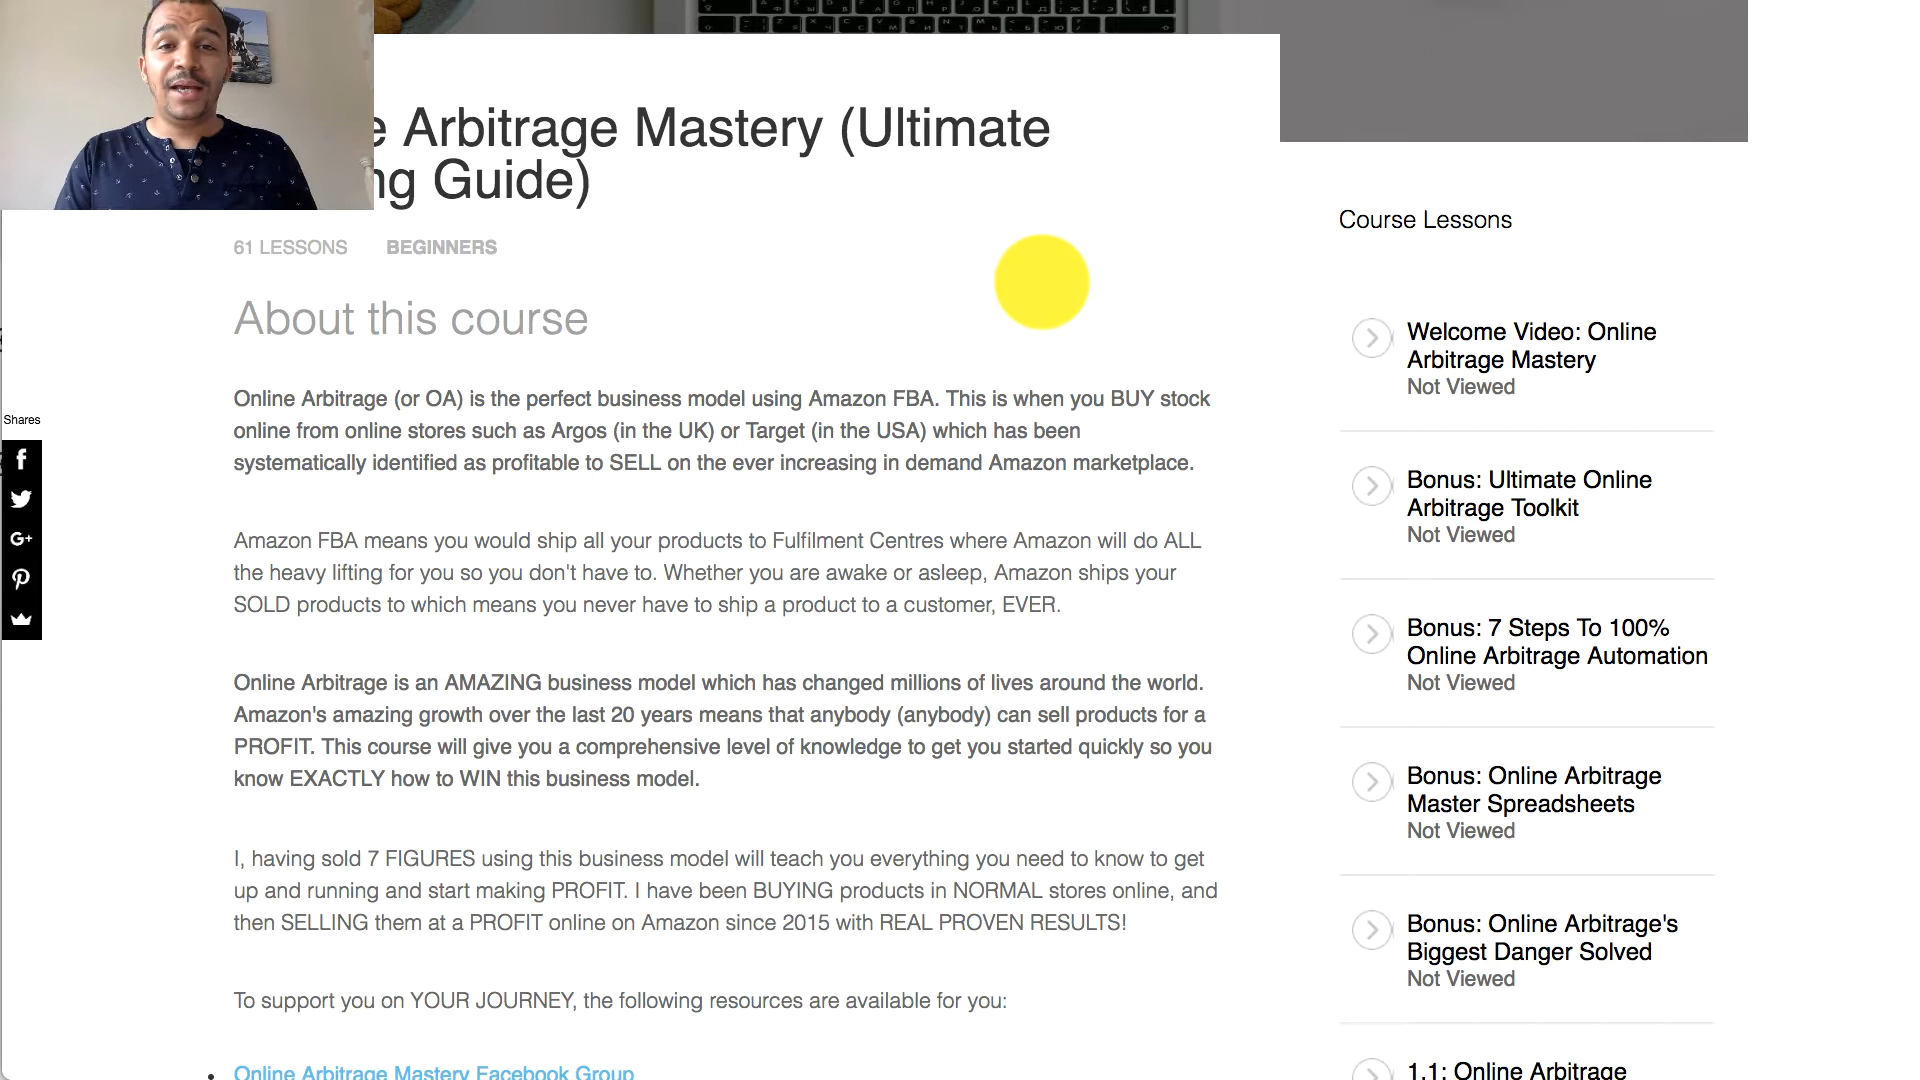 e Arbitrage Mastery (Ultimate
ng Guide)
61 LESSONS BEGINNERS
About this course
Online Arbitrage (or OA) is the perfect business model using Amazon FBA. This is when you BUY stock
online from online stores such as Argos (in the UK) or Target (in the USA) which has been
systematically identified as profitable to SELL on the ever increasing in demand Amazon marketplace.
Amazon FBA means you would ship all your products to Fulfilment Centres where Amazon will do ALL
the heavy lifting for you so you don't have to. Whether you are awake or asleep, Amazon ships your
SOLD products to which means you never have to ship a product to a customer, EVER.
Online Arbitrage is an AMAZING business model which has changed millions of lives around the world.
Amazon's amazing growth over the last 20 years means that anybody (anybody) can sell products for a
PROFIT. This course will give you a comprehensive level of knowledge to get you started quickly so you
know EXACTLY how to WIN this business model.
I, having sold 7 FIGURES using this business model will teach you everything you need to know to get
up and running and start making PROFIT. I have been BUYING products in NORMAL stores online, and
then SELLING them at a PROFIT online on Amazon since 2015 with REAL PROVEN RESULTS!
To support you on YOUR JOURNEY, the following resources are available for you:
• Online Arbitrage Mastery Facebook Group
Shares
Course Lessons
Welcome Video: Online
Arbitrage Mastery
Not Viewed
Bonus: Ultimate Online
Arbitrage Toolkit
Not Viewed
Bonus: 7 Steps To 100%
Online Arbitrage Automation
Not Viewed
Bonus: Online Arbitrage
Master Spreadsheets
Not Viewed
Bonus: Online Arbitrage's
Biggest Danger Solved
Not Viewed
1.1: Online Arbitrage